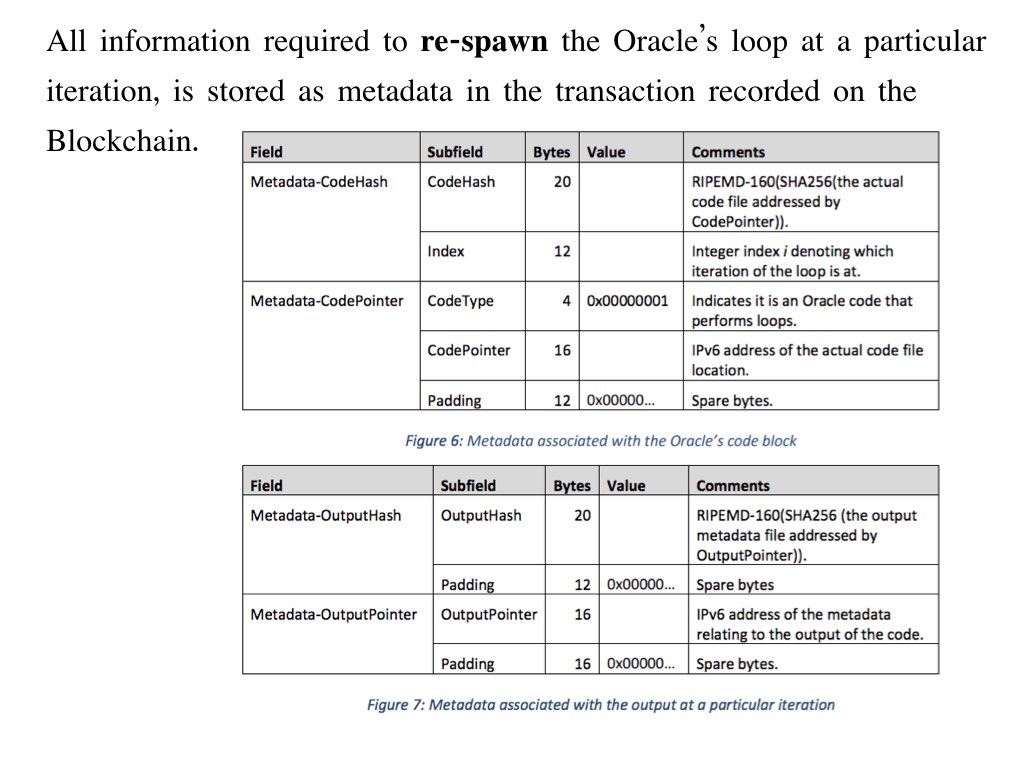 All information required to re-spawn the Oracle's loop at a particular
iteration, is stored as metadata in the transaction recorded on the
Blockchain.
Field Subfield Bytes Value Comments
Metadata-CodeHash CodeHash 20 RIPEMD-160(SHA256(the actual
code file addressed by
CodePointer)).
Index 12 Integer index i denoting which
iteration of the loop is at.
Metadata-CodePointer CodeType 4 0x00000001 Indicates it is an Oracle code that
performs loops.
CodePointer 16 IPv6 address of the actual code file
location.
Padding 12 0x00000... Spare bytes.
Figure 6: Metadata associated with the Oracle's code block
Field Subfield Bytes Value Comments
Metadata-OutputHash OutputHash 20 RIPEMD-160(SHA256 (the output
metadata file addressed by
OutputPointer)).
Padding 12 0x00000... Spare bytes
Metadata-OutputPointer OutputPointer 16 IPv6 address of the metadata
relating to the output of the code.
Padding 16 0x00000... Spare bytes.
Figure 7: Metadata associated with the output at a particular iteration